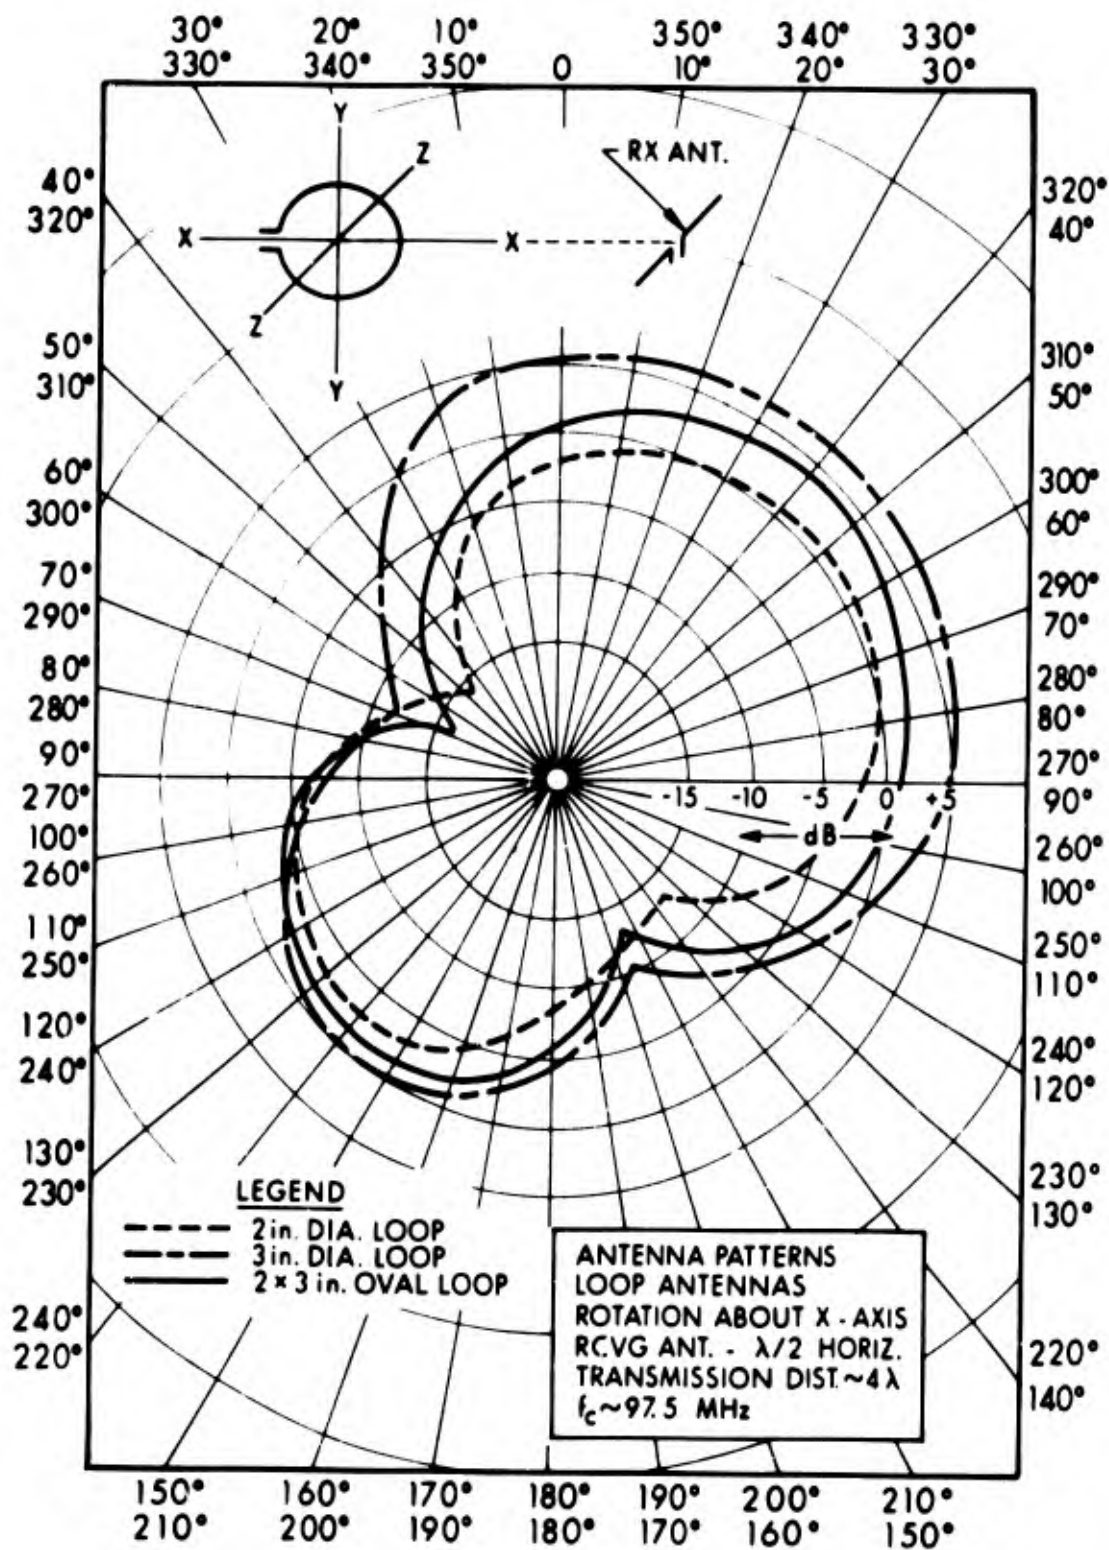 30° 20° 10° 350° 340° 330°
330° 340° 350° 0 10° 20° 30°
Y
Z
RX ANT.
X X
Z
Y
40°
320°
320°
40°
50°
310°
310°
50°
60°
300°
300°
60°
70°
290°
290°
70°
80°
280°
280°
80°
90°
270°
270°
90°
-15 -10 -5 0 +5
dB
100°
260°
260°
100°
110°
250°
250°
110°
120°
240°
240°
120°
130°
230°
230°
130°
240°
220°
220°
140°
LEGEND
2 in. DIA. LOOP
3 in. DIA. LOOP
2 × 3 in. OVAL LOOP
ANTENNA PATTERNS
LOOP ANTENNAS
ROTATION ABOUT X - AXIS
RCVG ANT. - λ/2 HORIZ.
TRANSMISSION DIST. ~ 4 λ
fc ~ 97.5 MHz
150° 160° 170° 180° 190° 200° 210°
210° 200° 190° 180° 170° 160° 150°